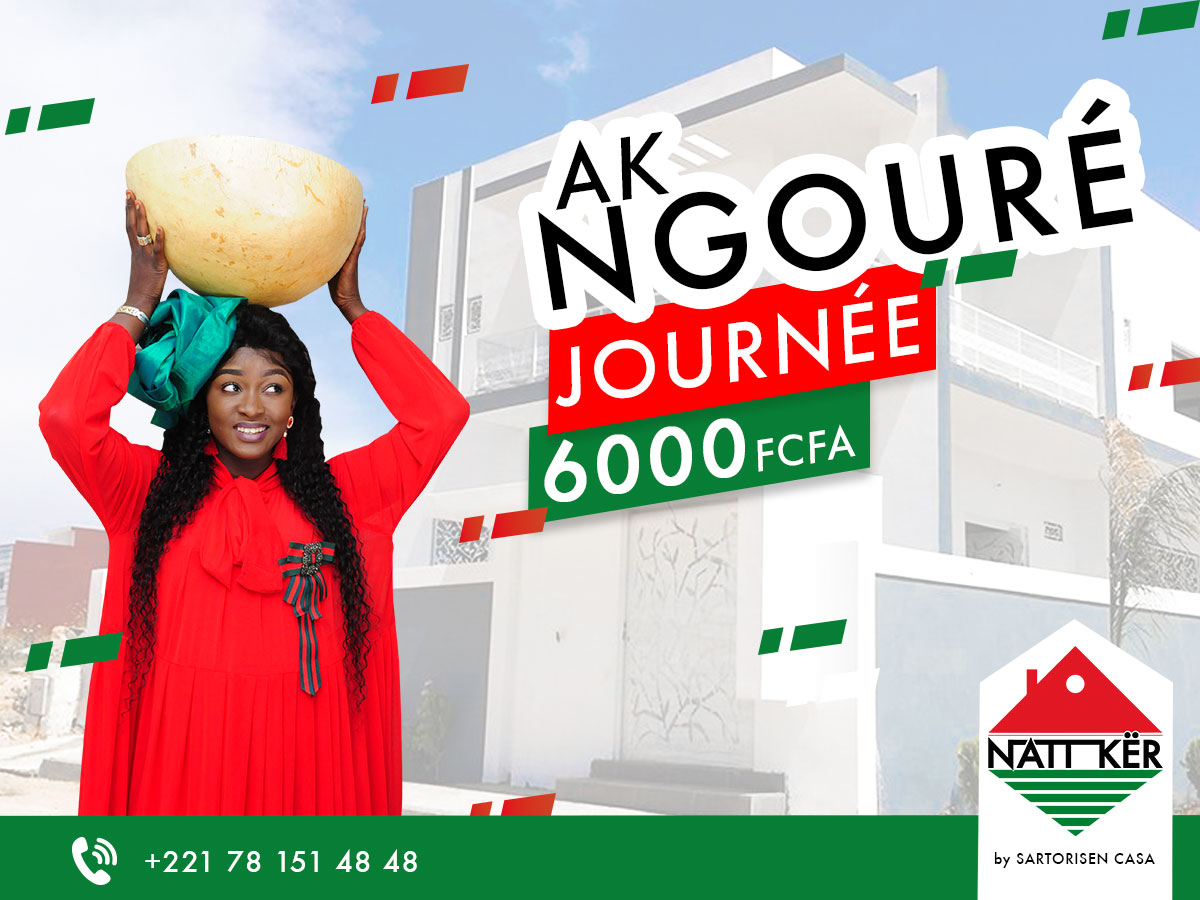 AK
NGOURÉ
JOURNÉE
6000 FCFA
NATT KËR
by SARTORISEN CASA
+221 78 151 48 48